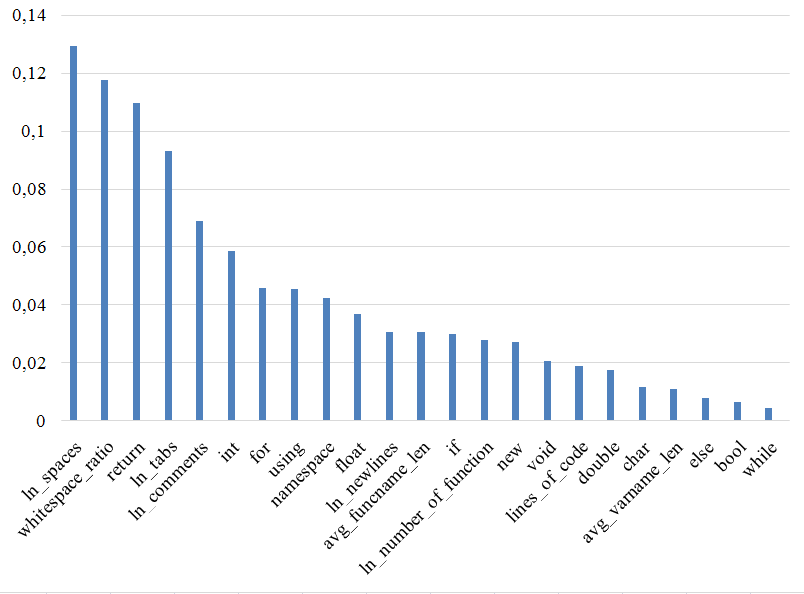 0,14
0,12
0,1
0,08
0,06
0,04
0,02
0
ln_spaces
whitespace_ratio
return
ln_tabs
ln_comments
int
for
using
namespace
float
ln_newlines
avg_funcname_len
if
ln_number_of_function
new
void
lines_of_code
double
char
avg_varname_len
else
bool
while